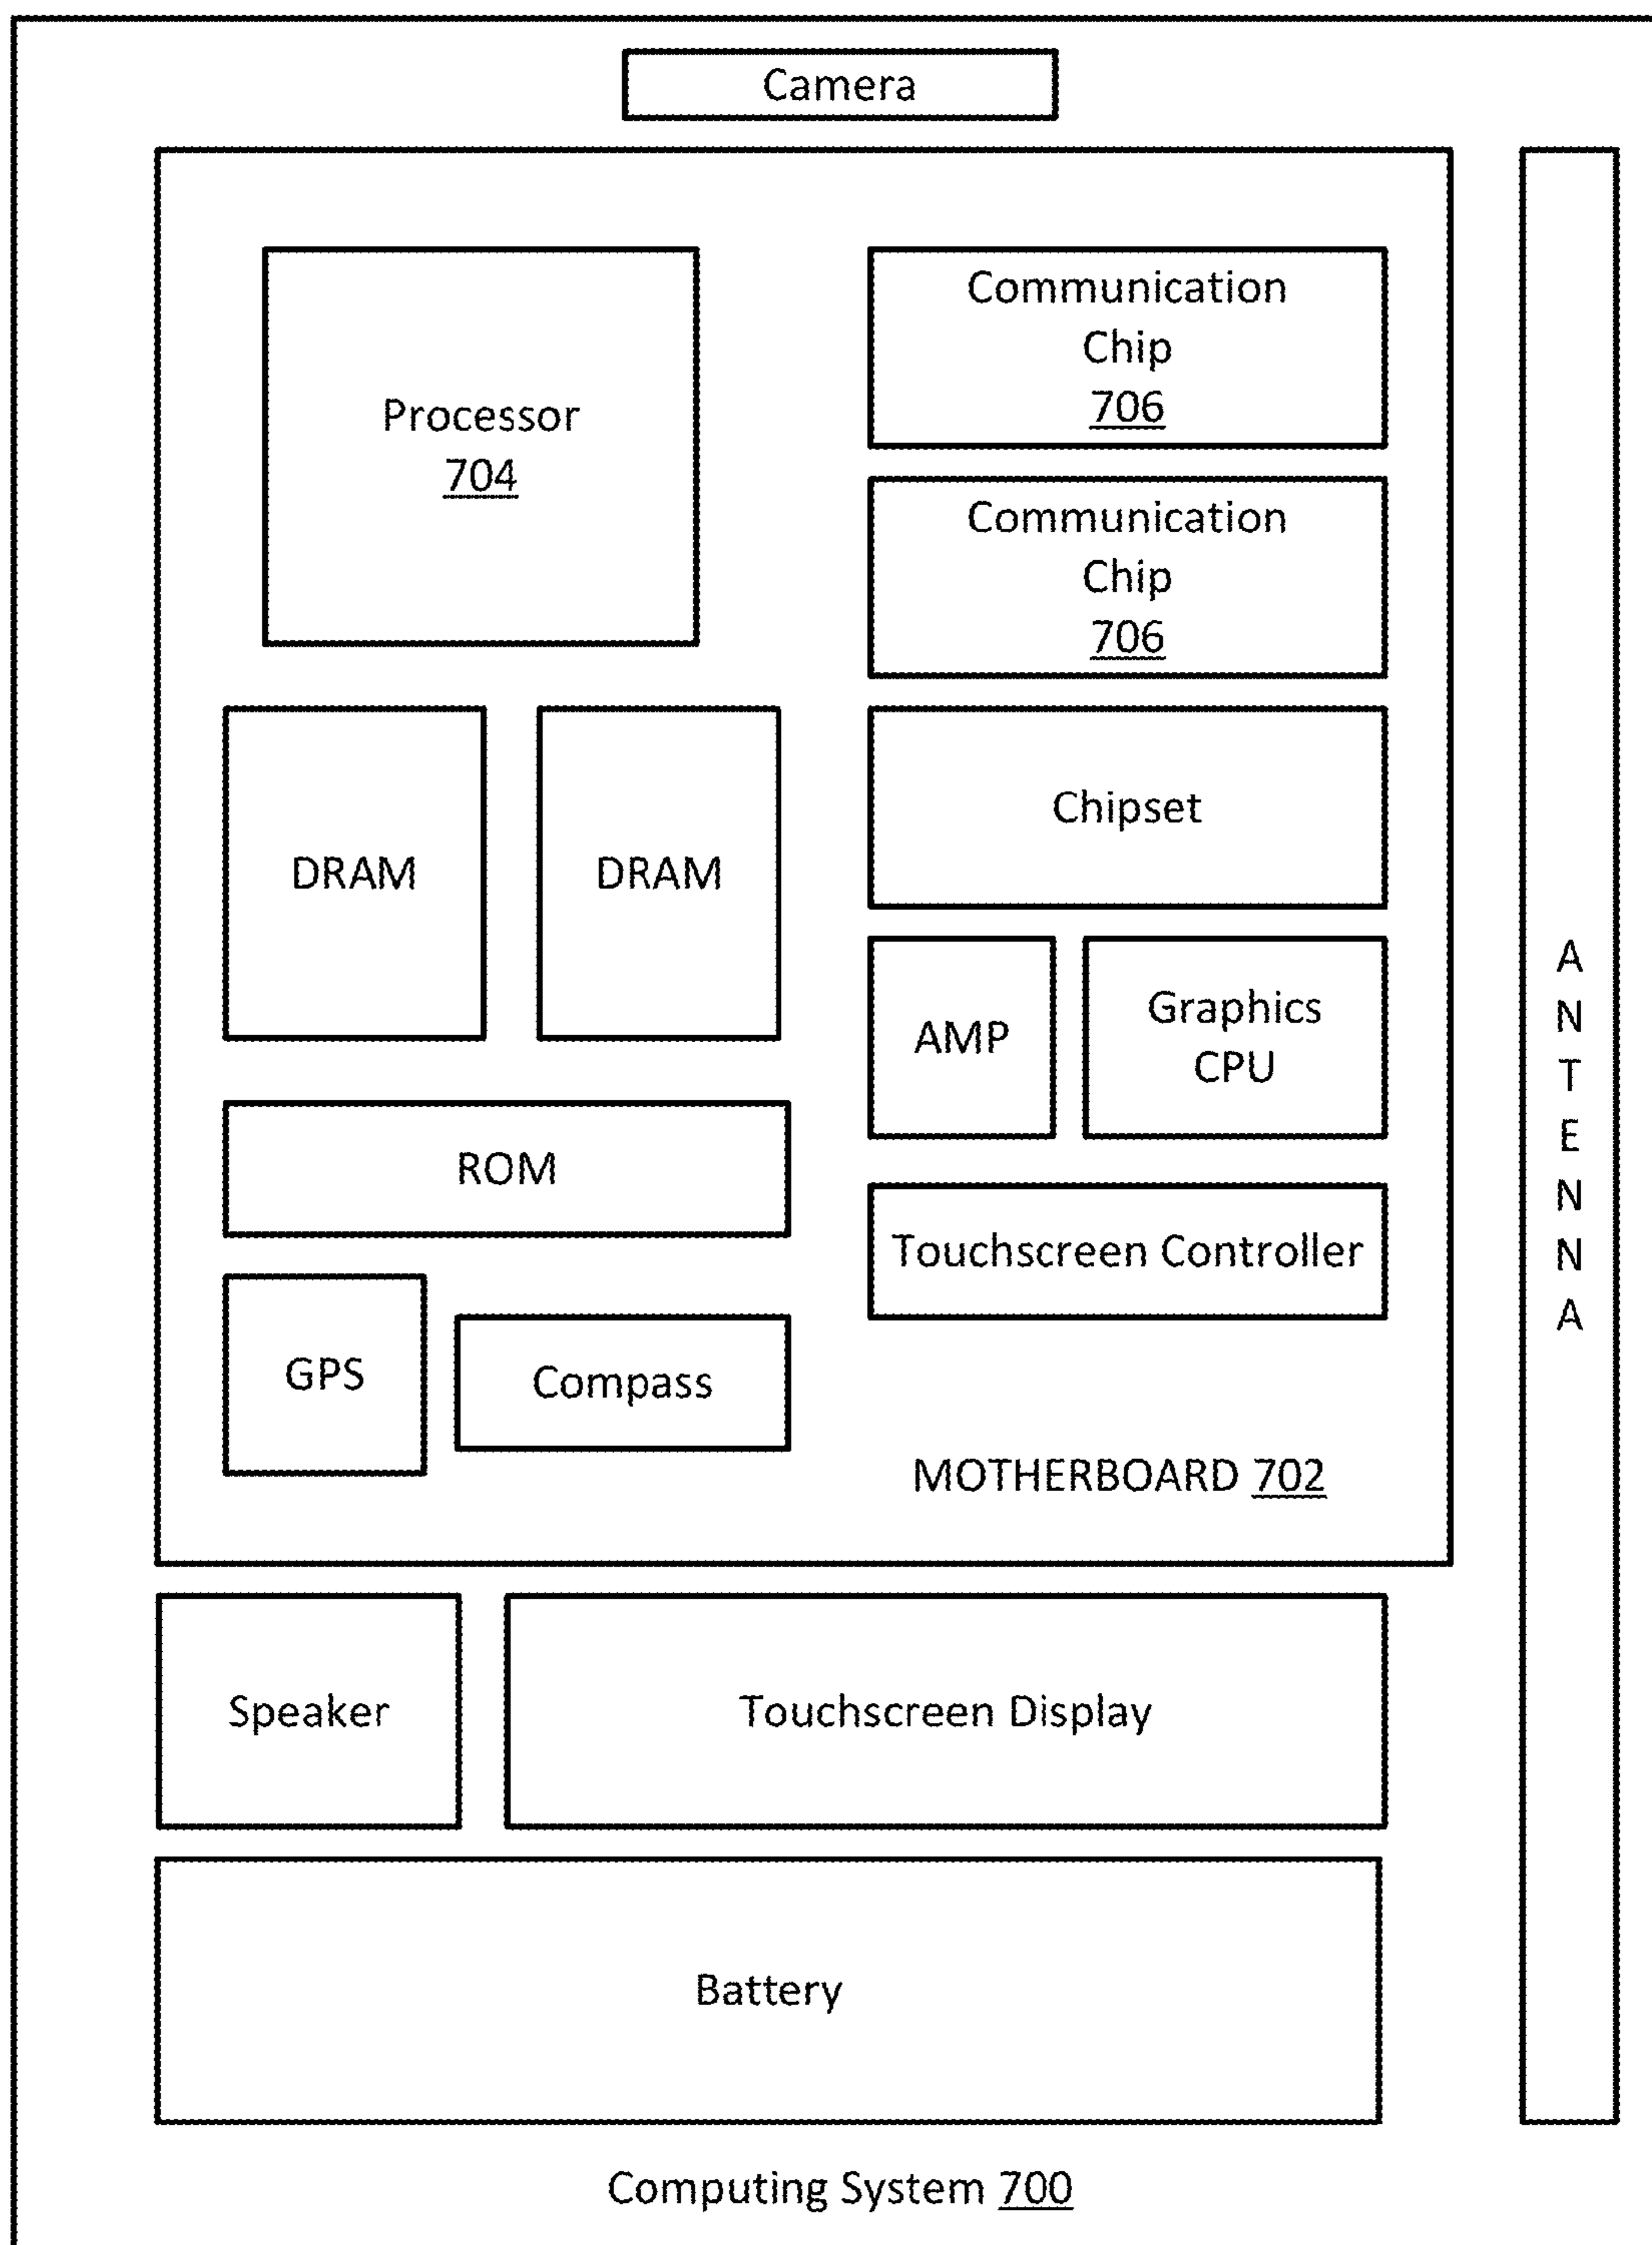 Camera
Processor
704
Communication
Chip
706
Communication
Chip
706
DRAM
DRAM
Chipset
AMP
Graphics
CPU
ROM
Touchscreen Controller
GPS
Compass
MOTHERBOARD 702
A
N
T
E
N
N
A
Speaker
Touchscreen Display
Battery
Computing System 700